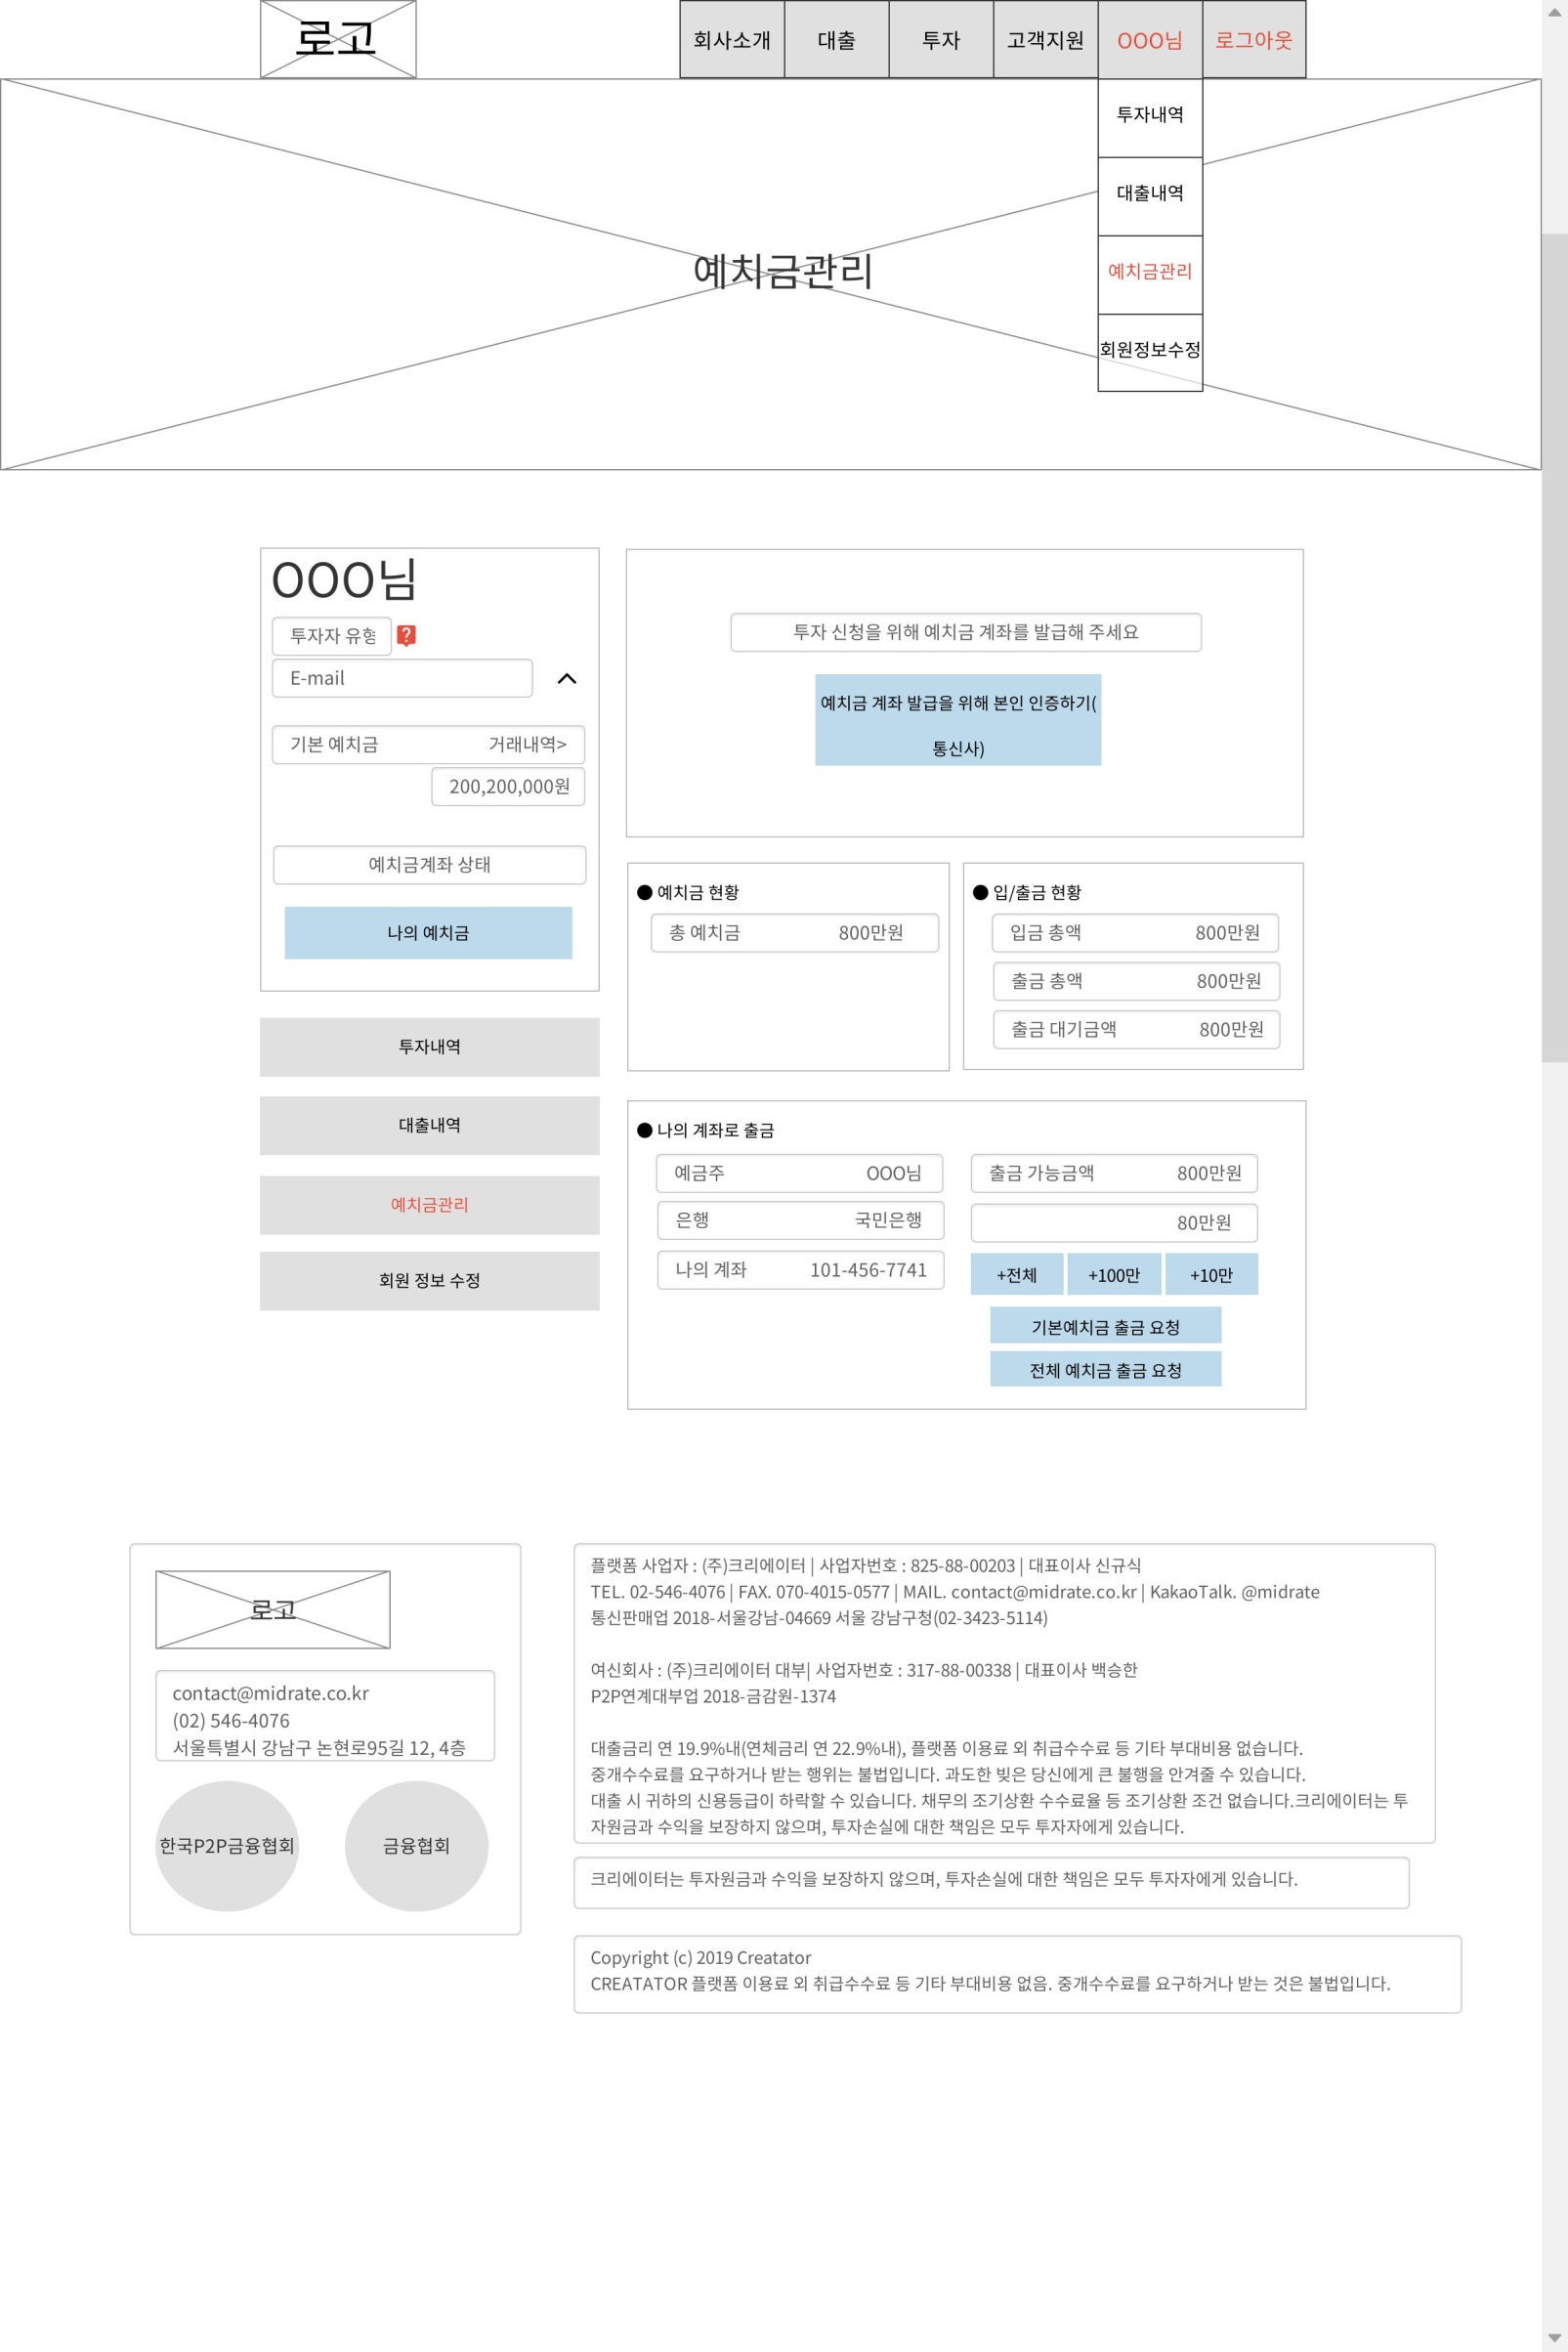 로고
회사소개
대출
투자
고객지원
OOO님
로그아웃
투자내역
대출내역
예치금관리
회원정보수정
예치금관리
OOO님
투자자 유형
E-mail
기본 예치금 거래내역>
200,200,000원
예치금계좌 상태
나의 예치금
투자내역
대출내역
예치금관리
회원 정보 수정
투자 신청을 위해 예치금 계좌를 발급해 주세요
예치금 계좌 발급을 위해 본인 인증하기(
통신사)
● 예치금 현황
총 예치금 800만원
● 입/출금 현황
입금 총액 800만원
출금 총액 800만원
출금 대기금액 800만원
● 나의 계좌로 출금
예금주 OOO님
은행 국민은행
나의 계좌 101-456-7741
출금 가능금액 800만원
80만원
+전체
+100만
+10만
기본예치금 출금 요청
전체 예치금 출금 요청
로고
contact@midrate.co.kr
(02) 546-4076
서울특별시 강남구 논현로95길 12, 4층
한국P2P금융협회
금융협회
플랫폼 사업자 : (주)크리에이터 | 사업자번호 : 825-88-00203 | 대표이사 신규식
TEL. 02-546-4076 | FAX. 070-4015-0577 | MAIL. contact@midrate.co.kr | KakaoTalk. @midrate
통신판매업 2018-서울강남-04669 서울 강남구청(02-3423-5114)
여신회사 : (주)크리에이터 대부| 사업자번호 : 317-88-00338 | 대표이사 백승한
P2P연계대부업 2018-금감원-1374
대출금리 연 19.9%내(연체금리 연 22.9%내), 플랫폼 이용료 외 취급수수료 등 기타 부대비용 없습니다.
중개수수료를 요구하거나 받는 행위는 불법입니다. 과도한 빚은 당신에게 큰 불행을 안겨줄 수 있습니다.
대출 시 귀하의 신용등급이 하락할 수 있습니다. 채무의 조기상환 수수료율 등 조기상환 조건 없습니다.크리에이터는 투
자원금과 수익을 보장하지 않으며, 투자손실에 대한 책임은 모두 투자자에게 있습니다.
크리에이터는 투자원금과 수익을 보장하지 않으며, 투자손실에 대한 책임은 모두 투자자에게 있습니다.
Copyright (c) 2019 Creatator
CREATATOR 플랫폼 이용료 외 취급수수료 등 기타 부대비용 없음. 중개수수료를 요구하거나 받는 것은 불법입니다.